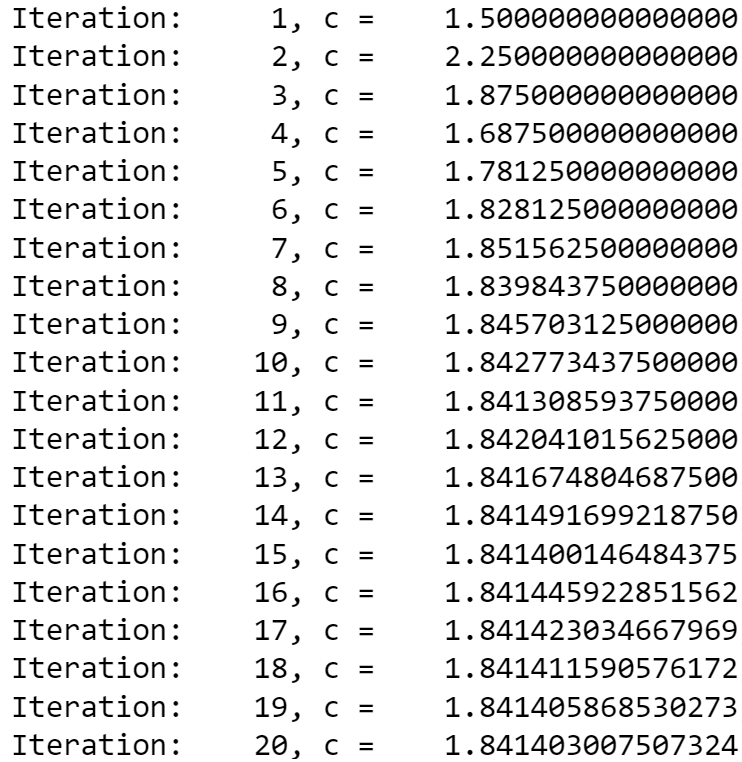 Iteration: 1, c = 1.500000000000000
Iteration: 2, c = 2.250000000000000
Iteration: 3, c = 1.875000000000000
Iteration: 4, c = 1.687500000000000
Iteration: 5, c = 1.781250000000000
Iteration: 6, c = 1.828125000000000
Iteration: 7, c = 1.851562500000000
Iteration: 8, c = 1.839843750000000
Iteration: 9, c = 1.845703125000000
Iteration: 10, c = 1.842773437500000
Iteration: 11, c = 1.841308593750000
Iteration: 12, c = 1.842041015625000
Iteration: 13, c = 1.841674804687500
Iteration: 14, c = 1.841491699218750
Iteration: 15, c = 1.841400146484375
Iteration: 16, c = 1.841445922851562
Iteration: 17, c = 1.841423034667969
Iteration: 18, c = 1.841411590576172
Iteration: 19, c = 1.841405868530273
Iteration: 20, c = 1.841403007507324